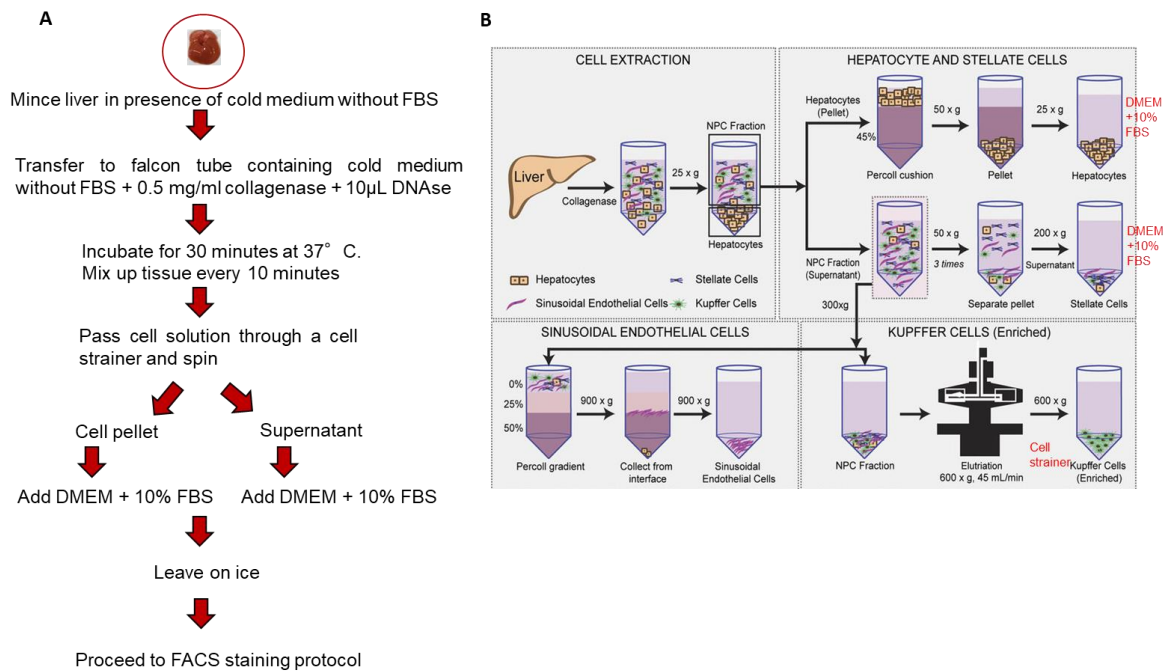 A
Mince liver in presence of cold medium without FBS
Transfer to falcon tube containing cold medium
without FBS + 0.5 mg/ml collagenase + 10µL DNAse
Incubate for 30 minutes at 37° C.
Mix up tissue every 10 minutes
Pass cell solution through a cell
strainer and spin
Cell pellet
Supernatant
Add DMEM + 10% FBS
Add DMEM + 10% FBS
Leave on ice
Proceed to FACS staining protocol
B
CELL EXTRACTION
Liver
Collagenase
25 x g
NPC Fraction
Hepatocytes
Hepatocytes
Stellate Cells
Sinusoidal Endothelial Cells
Kupffer Cells
HEPATOCYTE AND STELLATE CELLS
Hepatocytes
(Pellet)
45%
Percoll cushion
50 x g
Pellet
25 x g
Hepatocytes
DMEM
+10%
FBS
NPC Fraction
(Supernatant)
300xg
50 x g
3 times
Separate pellet
200 x g
Supernatant
Stellate Cells
DMEM
+10%
FBS
SINUSOIDAL ENDOTHELIAL CELLS
0%
25%
50%
Percoll gradient
900 x g
Collect from
interface
900 x g
Sinusoidal
Endothelial Cells
KUPFFER CELLS (Enriched)
NPC Fraction
Elutriation
600 x g, 45 mL/min
600 x g
Cell
strainer
Kupffer Cells
(Enriched)